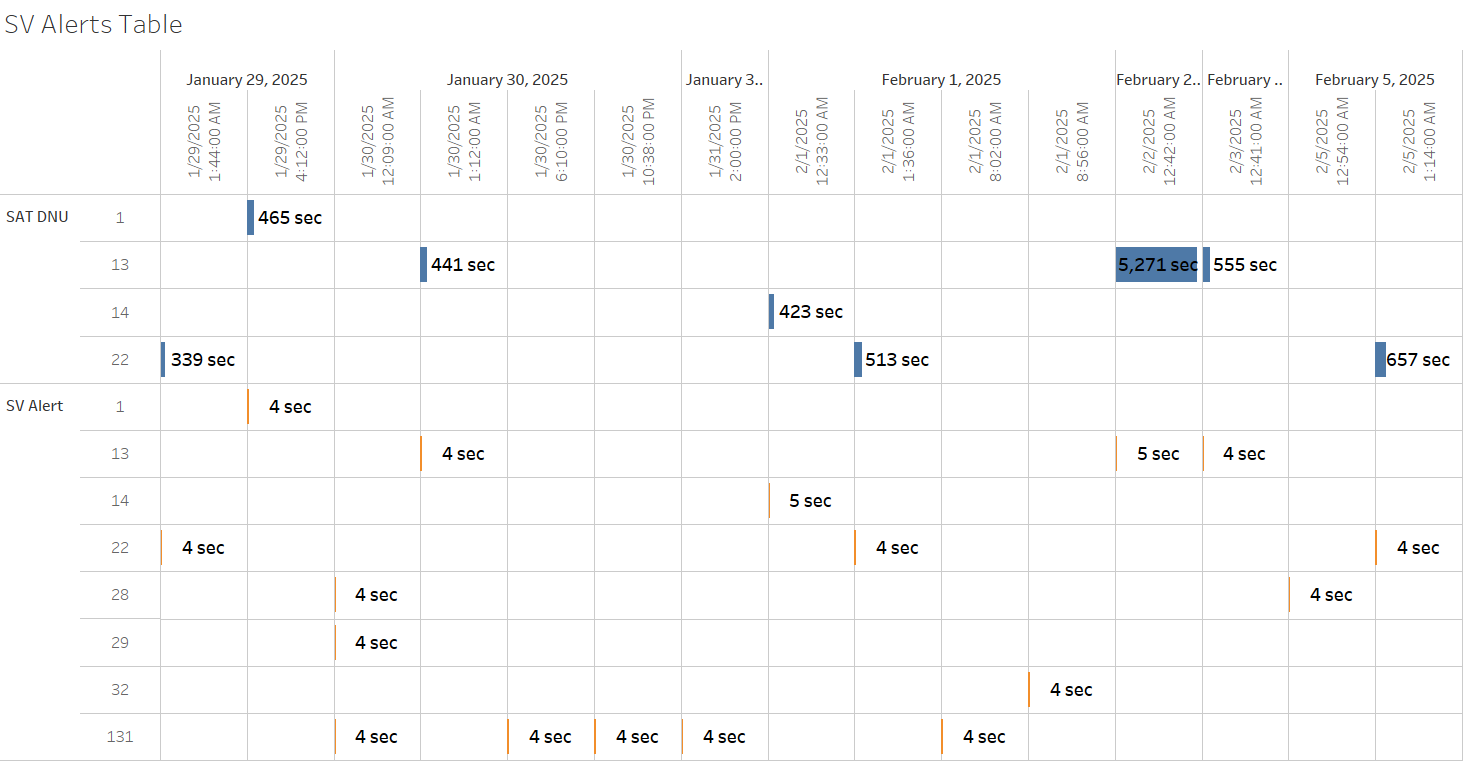 SV Alerts Table
January 29, 2025 January 30, 2025 January 3.. February 1, 2025 February 2.. February .. February 5, 2025
1/29/2025 1:44:00 AM
1/29/2025 4:12:00 PM
1/30/2025 12:09:00 AM
1/30/2025 1:12:00 AM
1/30/2025 6:10:00 PM
1/30/2025 10:38:00 PM
1/31/2025 2:00:00 PM
2/1/2025 12:33:00 AM
2/1/2025 1:36:00 AM
2/1/2025 8:02:00 AM
2/1/2025 8:56:00 AM
2/2/2025 12:42:00 AM
2/3/2025 12:41:00 AM
2/5/2025 12:54:00 AM
2/5/2025 1:14:00 AM
SAT DNU 1 465 sec
13 441 sec 5,271 sec 555 sec
14 423 sec
22 339 sec 513 sec 657 sec
SV Alert 1 4 sec
13 4 sec 5 sec 4 sec
14 5 sec
22 4 sec 4 sec 4 sec
28 4 sec 4 sec
29 4 sec
32 4 sec
131 4 sec 4 sec 4 sec 4 sec 4 sec